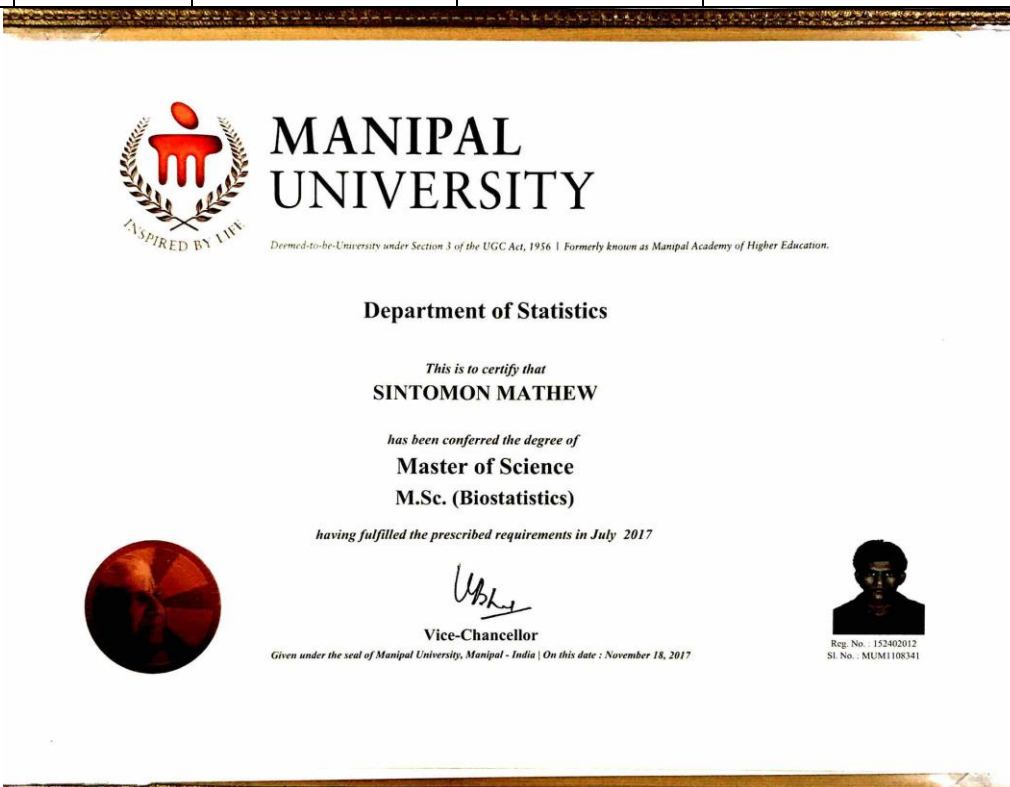 MANIPAL
UNIVERSITY
INSPIRED BY LIFE
Deemed-to-be-University under Section 3 of the UGC Act, 1956 | Formerly known as Manipal Academy of Higher Education.
Department of Statistics
This is to certify that
SINTOMON MATHEW
has been conferred the degree of
Master of Science
M.Sc. (Biostatistics)
having fulfilled the prescribed requirements in July 2017
Vice-Chancellor
Given under the seal of Manipal University, Manipal - India | On this date : November 18, 2017
Reg. No. : 152402012
Sl. No. : MUM1108341